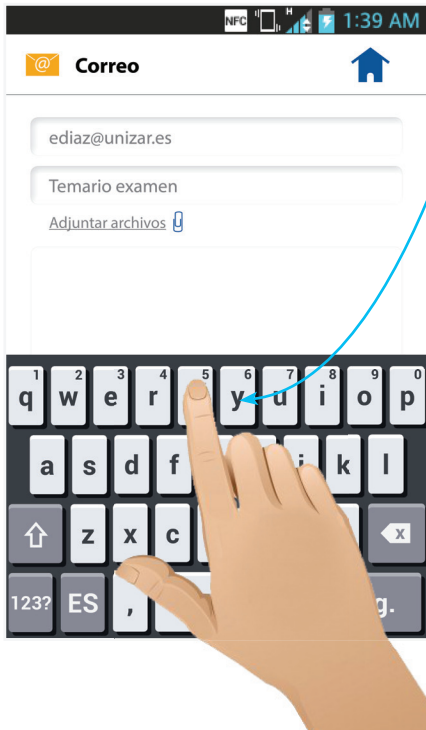 NFC H 1:39 AM
@ Correo
ediaz@unizar.es
Temario examen
Adjuntar archivos
1 2 3 4 5 6 7 8 9 0
q w e r y u i o p
a s d f j k l
z x c x
123? ES , g.